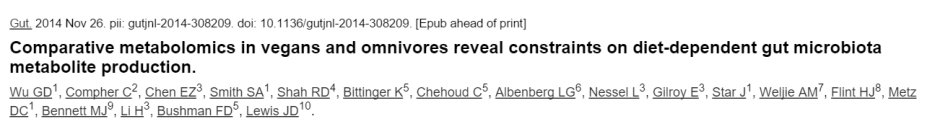 Gut. 2014 Nov 26. pii: gutjnl-2014-308209. doi: 10.1136/gutjnl-2014-308209. [Epub ahead of print]
Comparative metabolomics in vegans and omnivores reveal constraints on diet-dependent gut microbiota
metabolite production.
Wu GD1, Compher C2, Chen EZ3, Smith SA1, Shah RD4, Bittinger K5, Chehoud C5, Albenberg LG6, Nessel L3, Gilroy E3, Star J1, Weljie AM7, Flint HJ8, Metz
DC1, Bennett MJ9, Li H3, Bushman FD5, Lewis JD10.